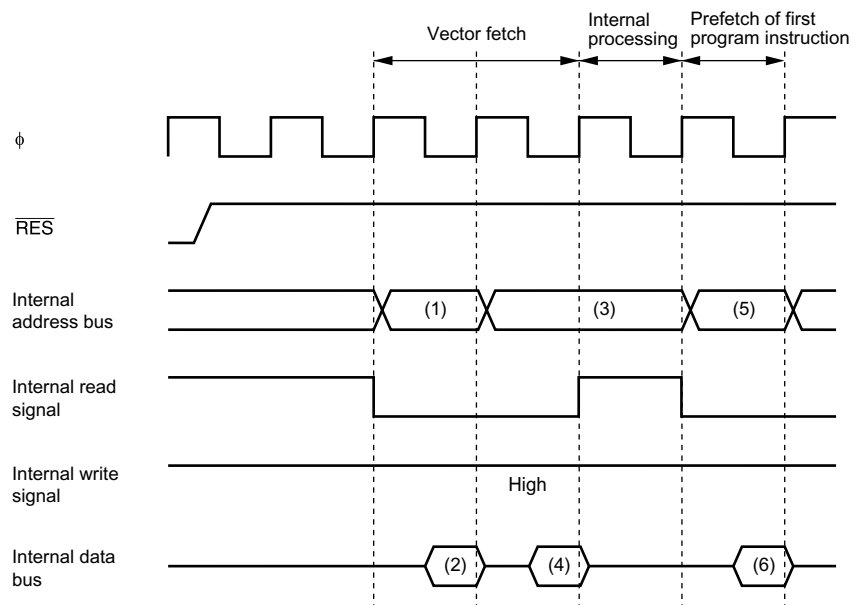 Vector fetch
Internal
processing
Prefetch of first
program instruction
ϕ
RES
Internal
address bus
(1)
(3)
(5)
Internal read
signal
Internal write
signal
High
Internal data
bus
(2)
(4)
(6)